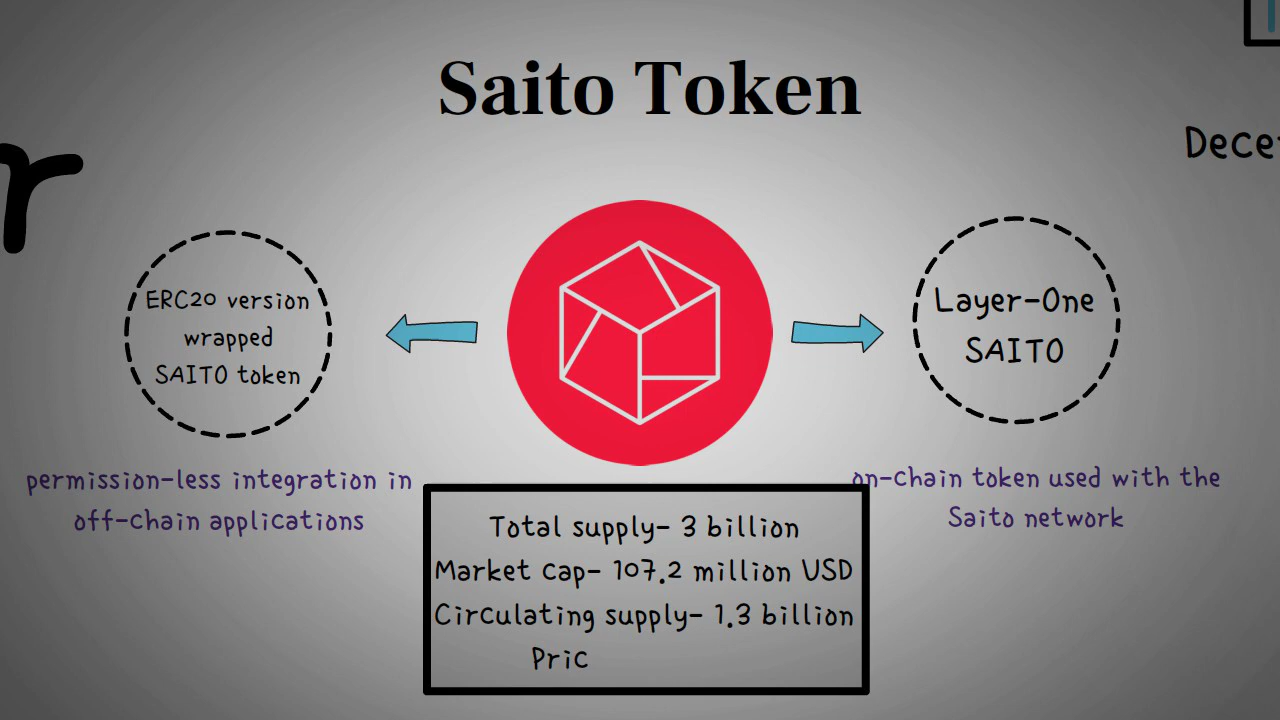 Saito Token
r
Dece
ERC20 version
wrapped
SAITO token
Layer-One
SAITO
permission-less integration in
off-chain applications
on-chain token used with the
Saito network
Total supply- 3 billion
Market cap- 107.2 million USD
Circulating supply- 1.3 billion
Pric